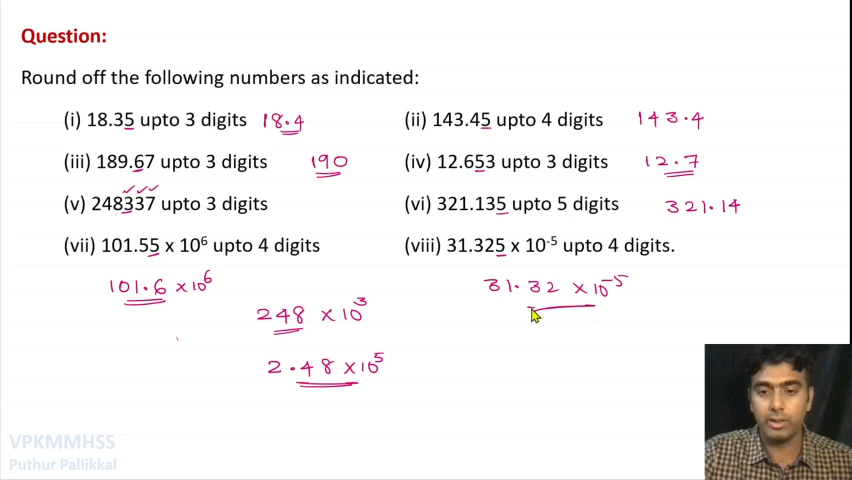 Question:
Round off the following numbers as indicated:
(i) 18.35 upto 3 digits 18.4
(ii) 143.45 upto 4 digits 143.4
(iii) 189.67 upto 3 digits 190
(iv) 12.653 upto 3 digits 12.7
(v) 248337 upto 3 digits
(vi) 321.135 upto 5 digits 321.14
(vii) 101.55 x 10⁶ upto 4 digits
(viii) 31.325 x 10⁻⁵ upto 4 digits.
101.6 × 10⁶
31.32 × 10⁻⁵
248 × 10³
2.48 × 10⁵
VPKMMHSS
Puthur Pallikkal